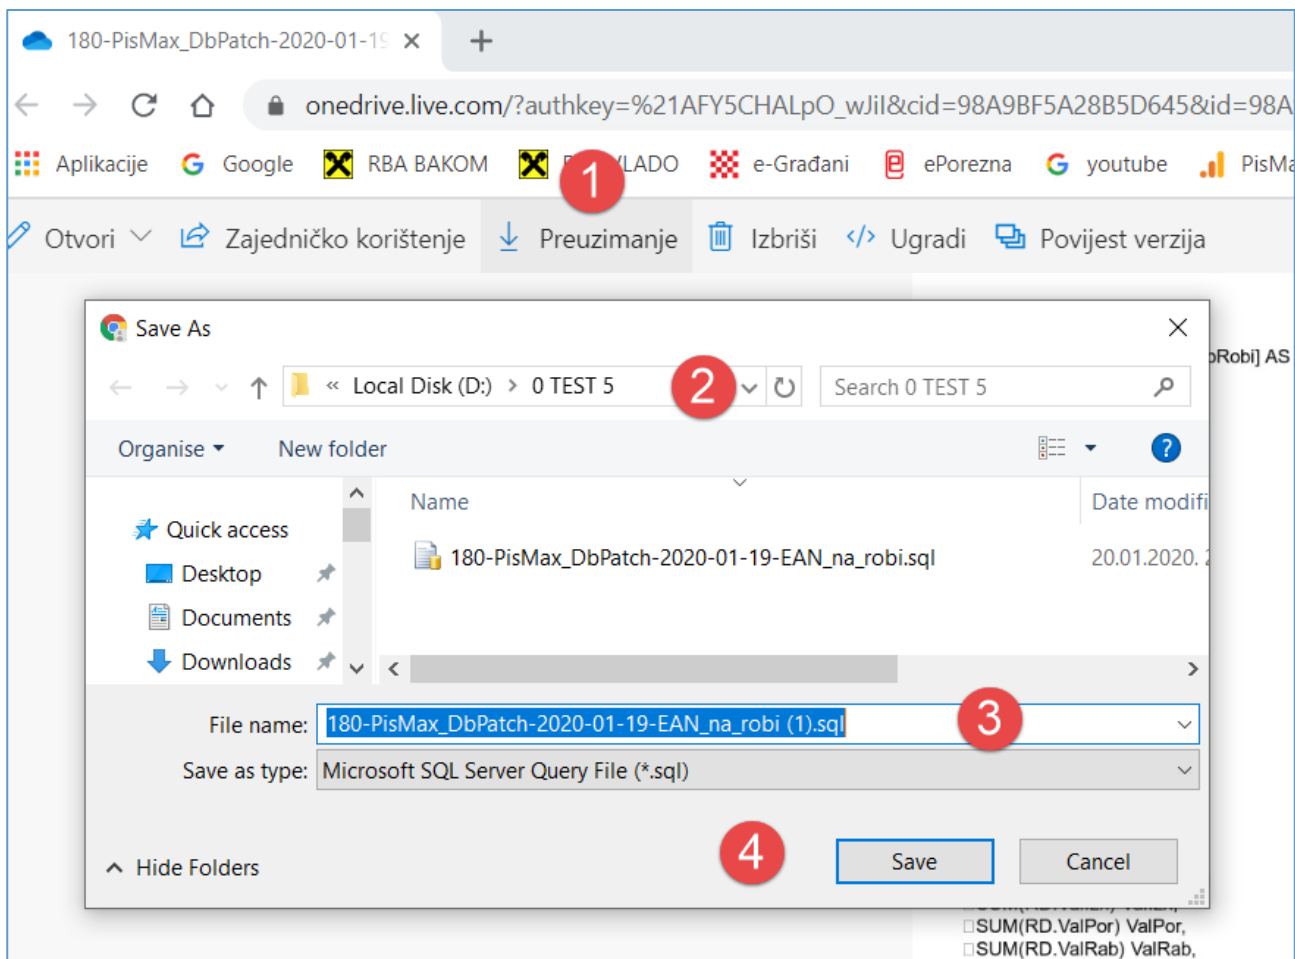 180-PisMax_DbPatch-2020-01-19
onedrive.live.com/?authkey=%21AFY5CHALpO_wJiI&cid=98A9BF5A28B5D645&id=98A
Aplikacije Google RBA BAKOM VLADO e-Građani ePorezna youtube PisMa
1
Otvori Zajedničko korištenje Preuzimanje Izbriši Ugradi Povijest verzija
Save As
bRobi] AS
« Local Disk (D:) > 0 TEST 5 2 Search 0 TEST 5
Organise New folder ?
Name Date modifi
Quick access
180-PisMax_DbPatch-2020-01-19-EAN_na_robi.sql 20.01.2020. 2
Desktop
Documents
Downloads
File name: 180-PisMax_DbPatch-2020-01-19-EAN_na_robi (1).sql 3
Save as type: Microsoft SQL Server Query File (*.sql)
Hide Folders 4 Save Cancel
SUM(RD.ValPor) ValPor,
SUM(RD.ValRab) ValRab,